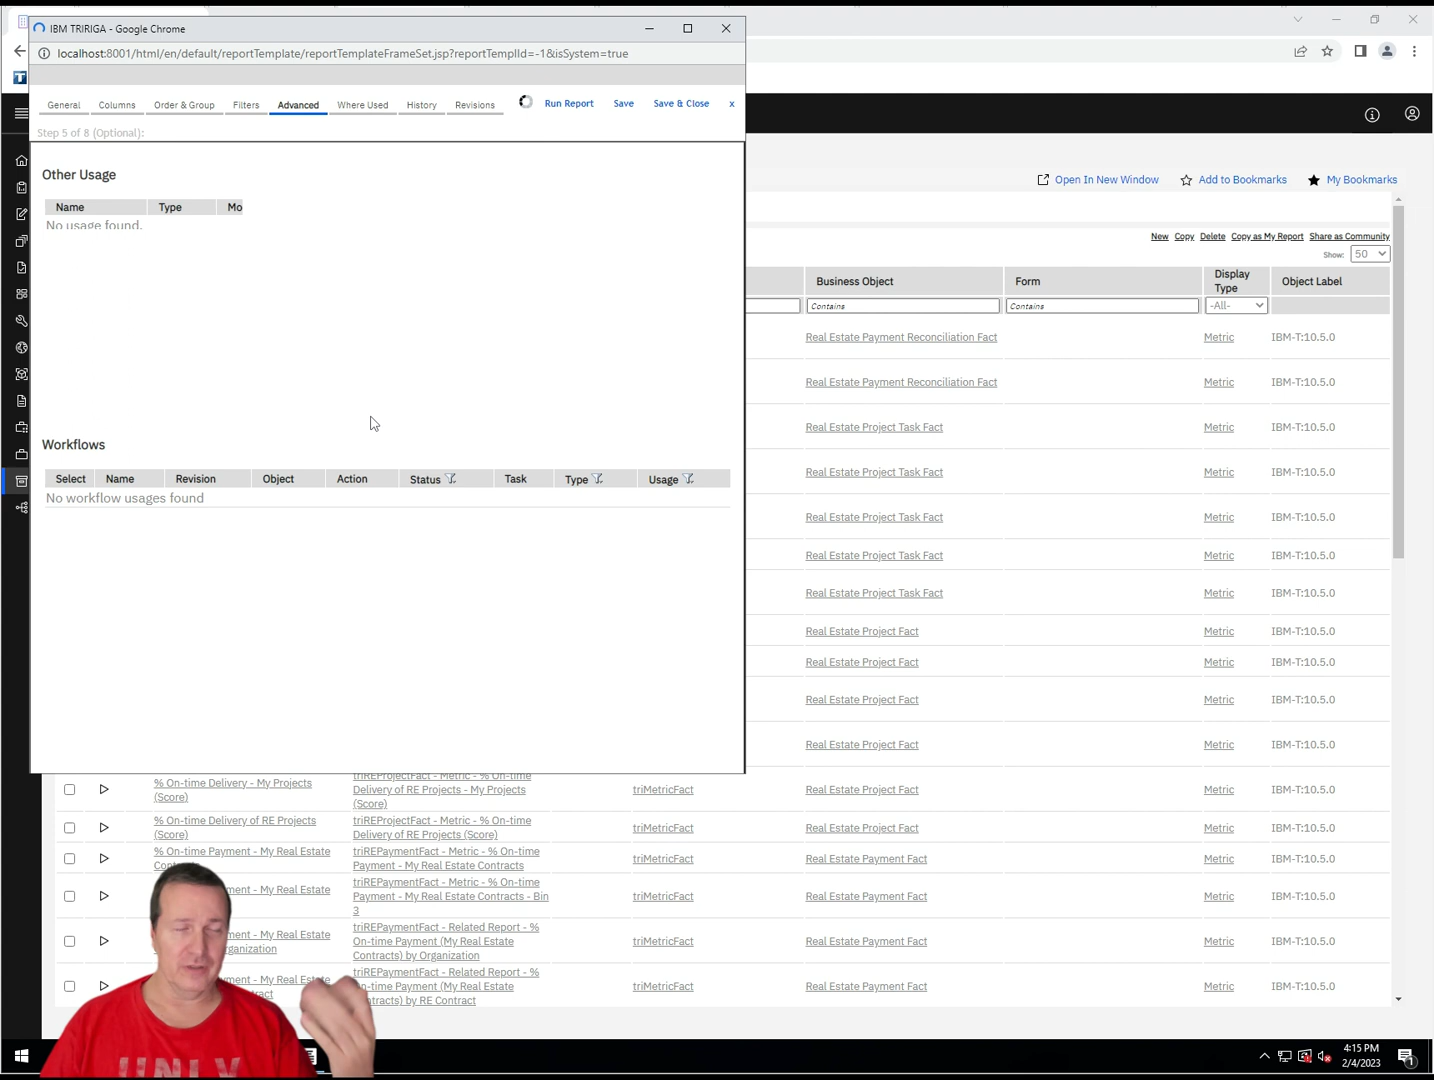 IBM TRIRIGA - Google Chrome
localhost:8001/html/en/default/reportTemplate/reportTemplateFrameSet.jsp?reportTemplId=-1&isSystem=true
General Columns Order & Group Filters Advanced Where Used History Revisions Run Report Save Save & Close x
Step 5 of 8 (Optional):
Other Usage
Name Type Mo
No usage found.
Workflows
Select Name Revision Object Action Status Task Type Usage
No workflow usages found
Open In New Window Add to Bookmarks My Bookmarks
New Copy Delete Copy as My Report Share as Community
Show: 50
Business Object Form Display Type Object Label
Contains Contains -All-
Real Estate Payment Reconciliation Fact Metric IBM-T:10.5.0
Real Estate Payment Reconciliation Fact Metric IBM-T:10.5.0
Real Estate Project Task Fact Metric IBM-T:10.5.0
Real Estate Project Task Fact Metric IBM-T:10.5.0
Real Estate Project Task Fact Metric IBM-T:10.5.0
Real Estate Project Task Fact Metric IBM-T:10.5.0
Real Estate Project Task Fact Metric IBM-T:10.5.0
Real Estate Project Fact Metric IBM-T:10.5.0
Real Estate Project Fact Metric IBM-T:10.5.0
Real Estate Project Fact Metric IBM-T:10.5.0
Real Estate Project Fact Metric IBM-T:10.5.0
% On-time Delivery - My Projects (Score) triREProjectFact - Metric - % On-time Delivery of RE Projects - My Projects (Score) triMetricFact Real Estate Project Fact Metric IBM-T:10.5.0
% On-time Delivery of RE Projects (Score) triREProjectFact - Metric - % On-time Delivery of RE Projects (Score) triMetricFact Real Estate Project Fact Metric IBM-T:10.5.0
% On-time Payment - My Real Estate triREPaymentFact - Metric - % On-time Payment - My Real Estate Contracts triMetricFact Real Estate Payment Fact Metric IBM-T:10.5.0
- My Real Estate triREPaymentFact - Metric - % On-time Payment - My Real Estate Contracts - Bin 3 triMetricFact Real Estate Payment Fact Metric IBM-T:10.5.0
- My Real Estate triREPaymentFact - Related Report - % On-time Payment (My Real Estate Contracts) by Organization triMetricFact Real Estate Payment Fact Metric IBM-T:10.5.0
- My Real Estate triREPaymentFact - Related Report - % Payment (My Real Estate by RE Contract triMetricFact Real Estate Payment Fact Metric IBM-T:10.5.0
4:15 PM
2/4/2023
1